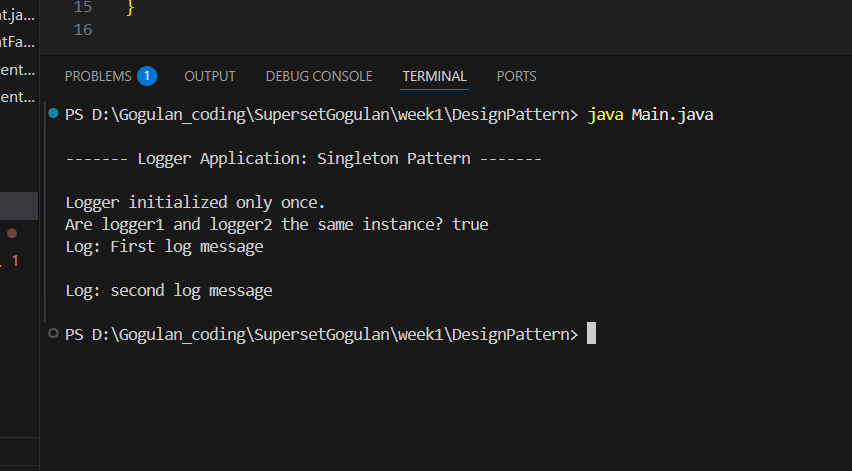 15 }
16
t.ja...
ntFa...
ent...
ent...
. 1
PROBLEMS 1 OUTPUT DEBUG CONSOLE TERMINAL PORTS
PS D:\Gogulan_coding\SupersetGogulan\week1\DesignPattern> java Main.java
------- Logger Application: Singleton Pattern -------
Logger initialized only once.
Are logger1 and logger2 the same instance? true
Log: First log message
Log: second log message
PS D:\Gogulan_coding\SupersetGogulan\week1\DesignPattern>